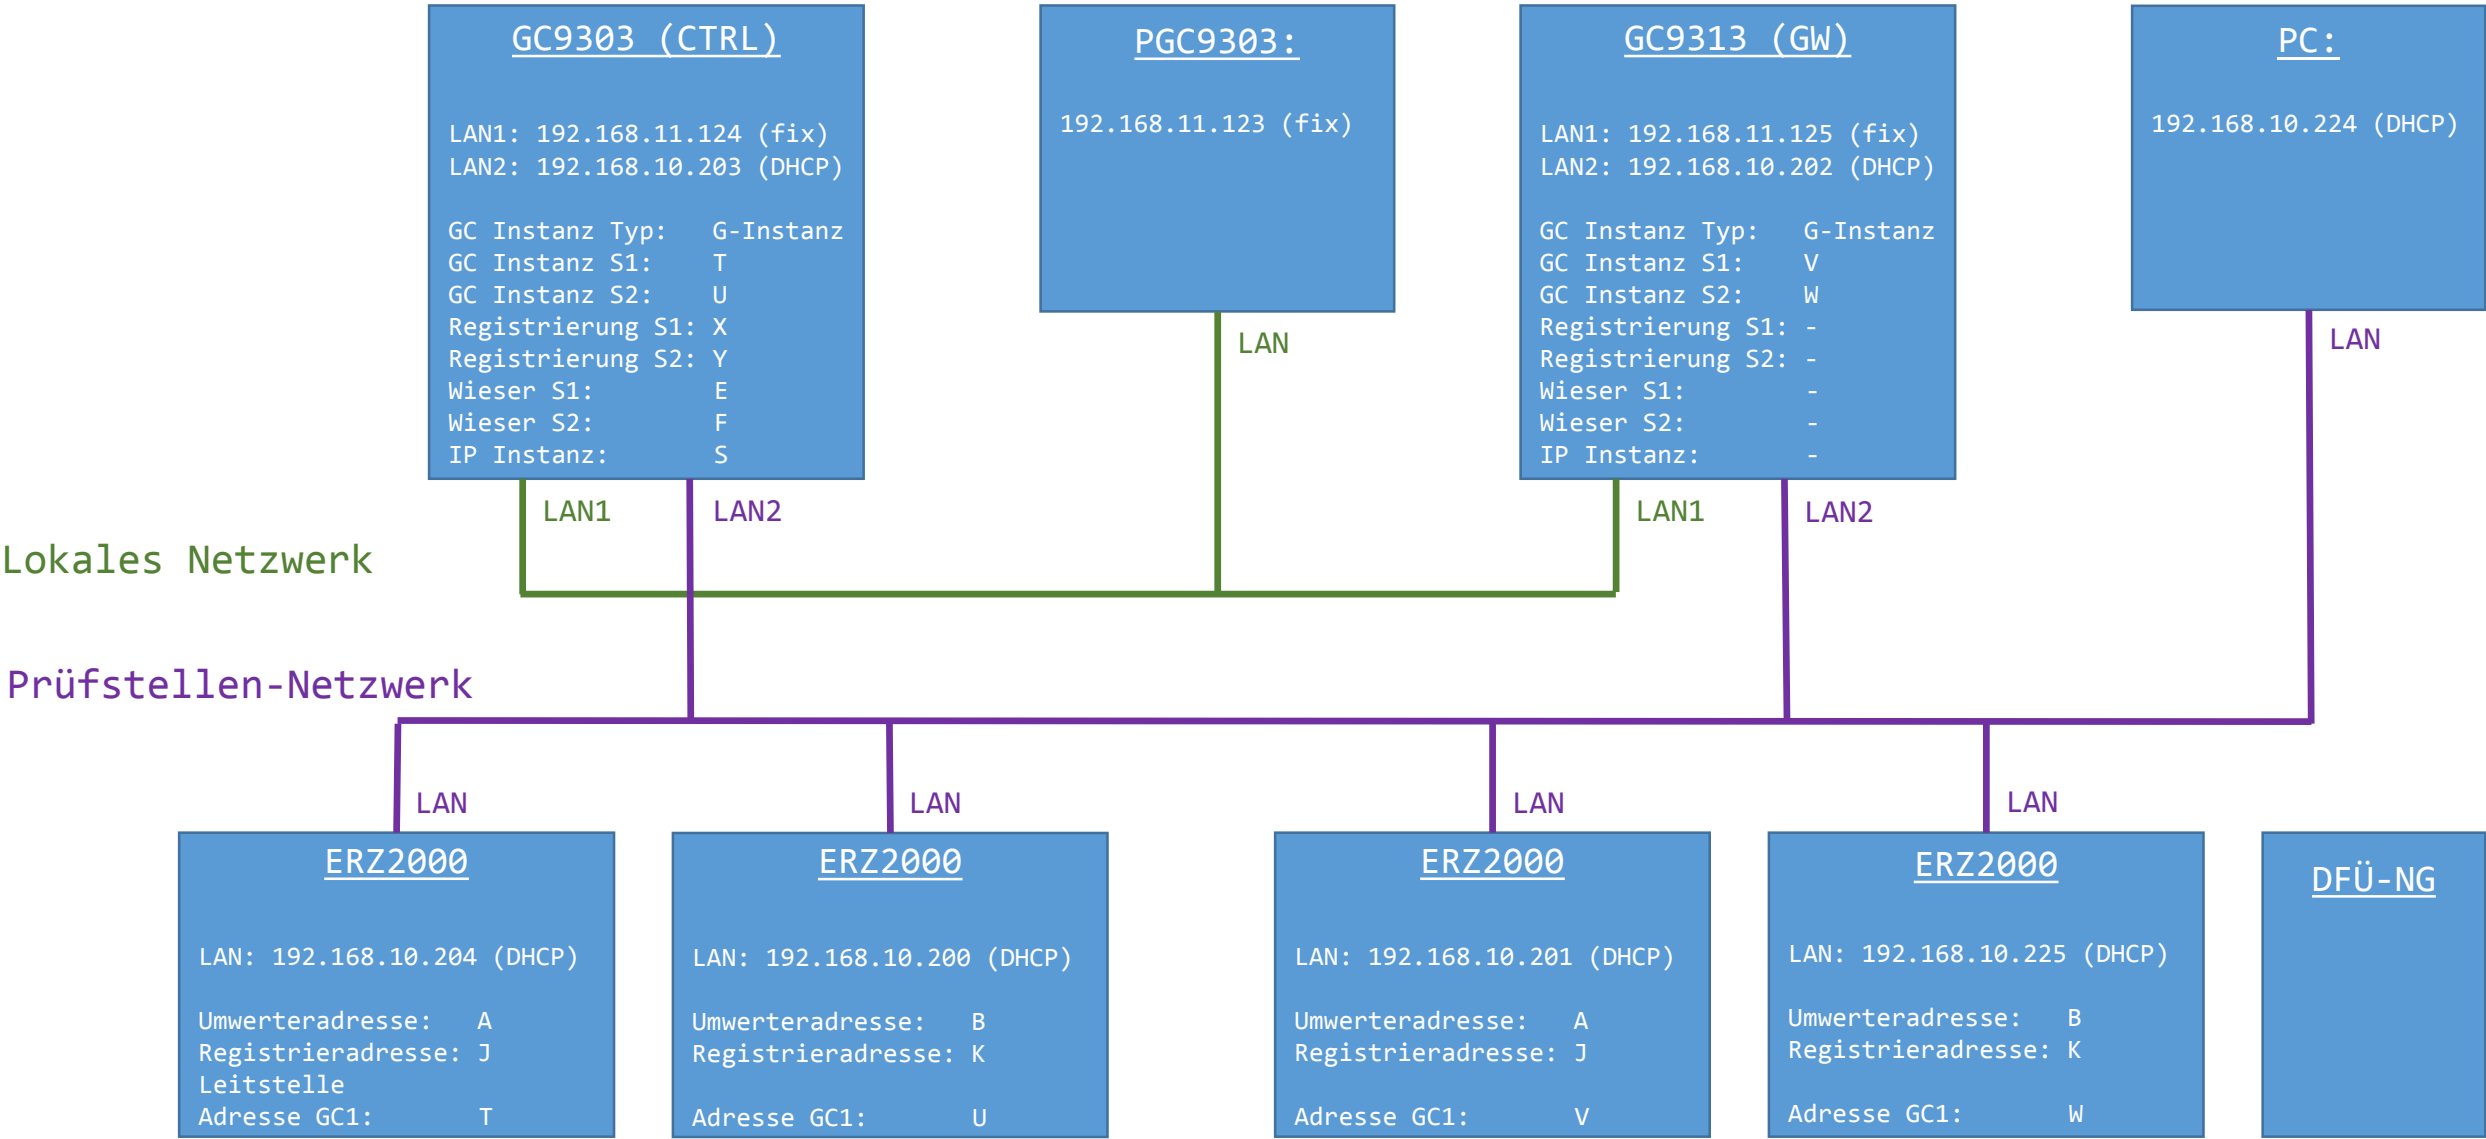 GC9303 (CTRL)
LAN1: 192.168.11.124 (fix)
LAN2: 192.168.10.203 (DHCP)
GC Instanz Typ: G-Instanz
GC Instanz S1: T
GC Instanz S2: U
Registrierung S1: X
Registrierung S2: Y
Wieser S1: E
Wieser S2: F
IP Instanz: S
PGC9303:
192.168.11.123 (fix)
GC9313 (GW)
LAN1: 192.168.11.125 (fix)
LAN2: 192.168.10.202 (DHCP)
GC Instanz Typ: G-Instanz
GC Instanz S1: V
GC Instanz S2: W
Registrierung S1: -
Registrierung S2: -
Wieser S1: -
Wieser S2: -
IP Instanz: -
PC:
192.168.10.224 (DHCP)
LAN
LAN
LAN1
LAN2
LAN1
LAN2
Lokales Netzwerk
Prüfstellen-Netzwerk
LAN
LAN
LAN
LAN
ERZ2000
LAN: 192.168.10.204 (DHCP)
Umwerteradresse: A
Registrieradresse: J
Leitstelle
Adresse GC1: T
ERZ2000
LAN: 192.168.10.200 (DHCP)
Umwerteradresse: B
Registrieradresse: K
Adresse GC1: U
ERZ2000
LAN: 192.168.10.201 (DHCP)
Umwerteradresse: A
Registrieradresse: J
Adresse GC1: V
ERZ2000
LAN: 192.168.10.225 (DHCP)
Umwerteradresse: B
Registrieradresse: K
Adresse GC1: W
DFÜ-NG